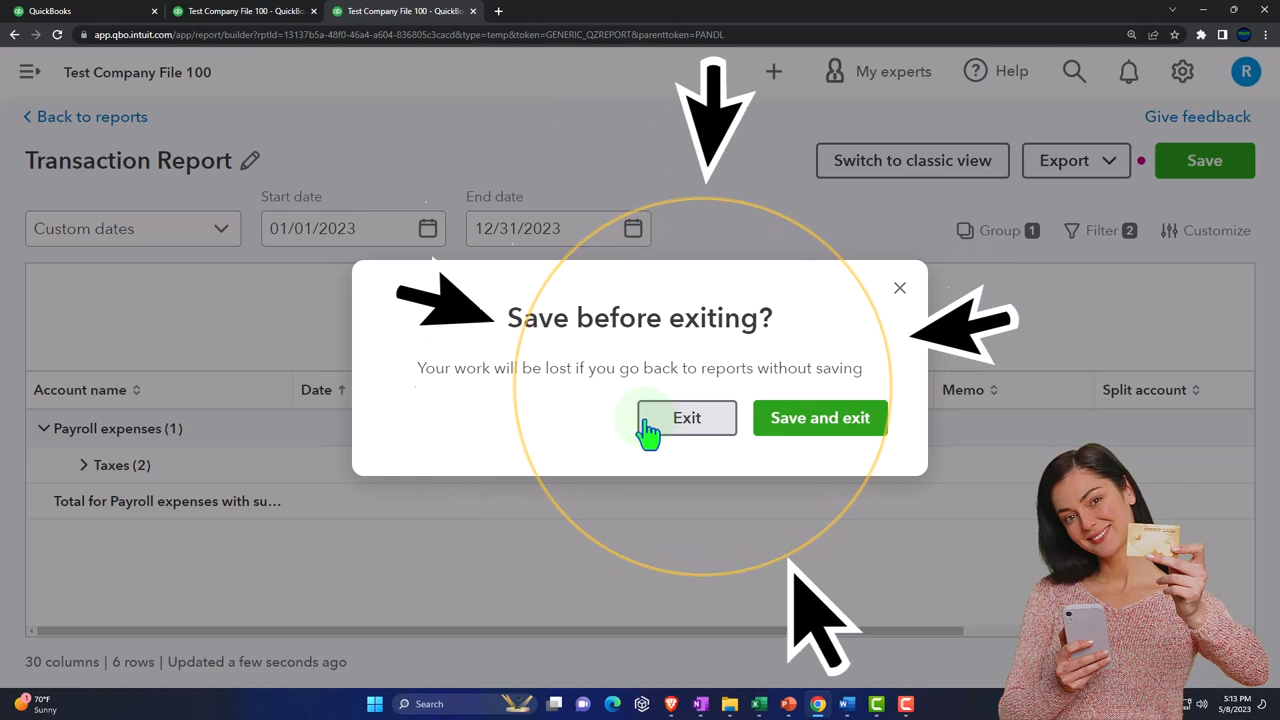 QuickBooks
Test Company File 100 - QuickBo
Test Company File 100 - QuickBo
app.qbo.intuit.com/app/report/builder?rptId=13137b5a-48f0-46a4-a604-836805c3cacd&type=temp&token=GENERIC_QZREPORT&parenttoken=PANDL
Test Company File 100
My experts
Help
R
Back to reports
Give feedback
Transaction Report
Switch to classic view
Export
Save
Start date
End date
Custom dates
01/01/2023
12/31/2023
Group 1
Filter 2
Customize
Save before exiting?
Your work will be lost if you go back to reports without saving
Exit
Save and exit
Account name
Date
Memo
Split account
Payroll expenses (1)
Taxes (2)
Total for Payroll expenses with su…
CREDIT CARD
30 columns | 6 rows | Updated a few seconds ago
70°F
Sunny
Search
5:13 PM
5/8/2023